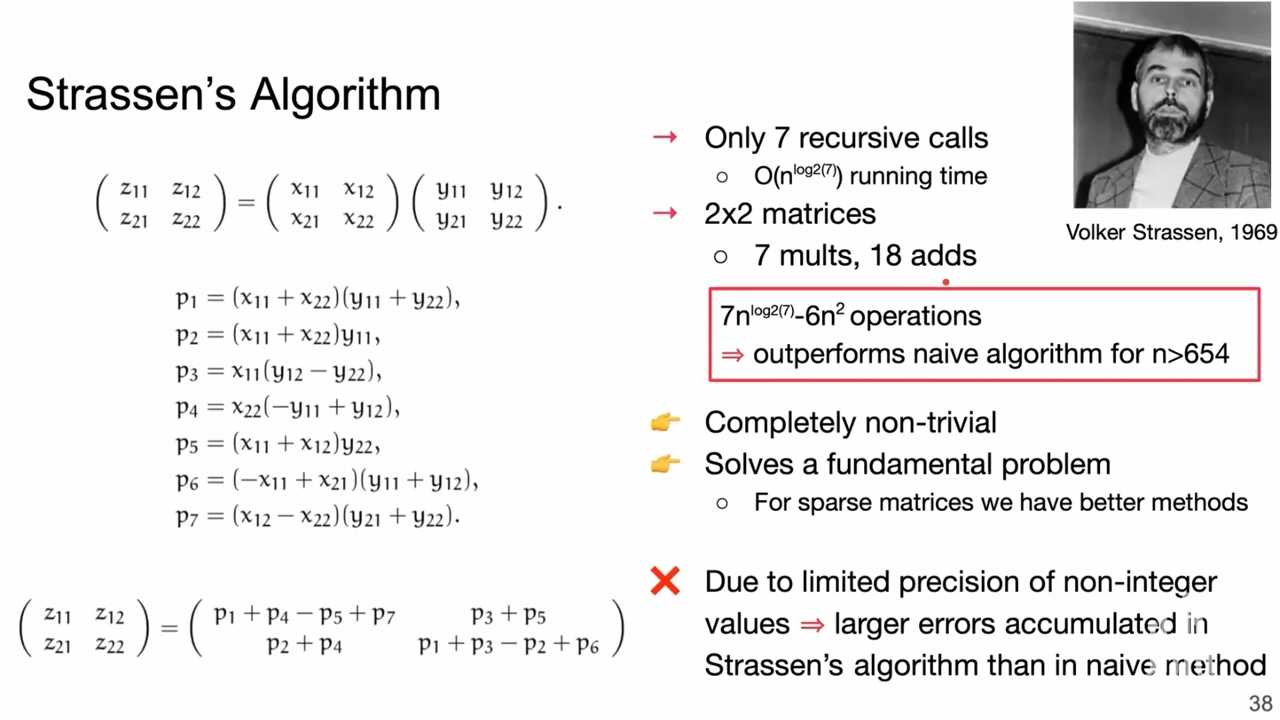 Strassen's Algorithm
( z11 z12 ) = ( x11 x12 ) ( y11 y12 ) .
( z21 z22 ) ( x21 x22 ) ( y21 y22 )
p1 = (x11 + x22)(y11 + y22),
p2 = (x11 + x22)y11,
p3 = x11(y12 − y22),
p4 = x22(−y11 + y12),
p5 = (x11 + x12)y22,
p6 = (−x11 + x21)(y11 + y12),
p7 = (x12 − x22)(y21 + y22).
( z11 z12 ) = ( p1 + p4 − p5 + p7 p3 + p5 )
( z21 z22 ) ( p2 + p4 p1 + p3 − p2 + p6 )
→ Only 7 recursive calls
○ O(n^log2(7)) running time
→ 2x2 matrices
○ 7 mults, 18 adds
7n^log2(7)-6n² operations
⇒ outperforms naive algorithm for n>654
👉 Completely non-trivial
👉 Solves a fundamental problem
○ For sparse matrices we have better methods
❌ Due to limited precision of non-integer
values ⇒ larger errors accumulated in
Strassen's algorithm than in naive method
Volker Strassen, 1969
38